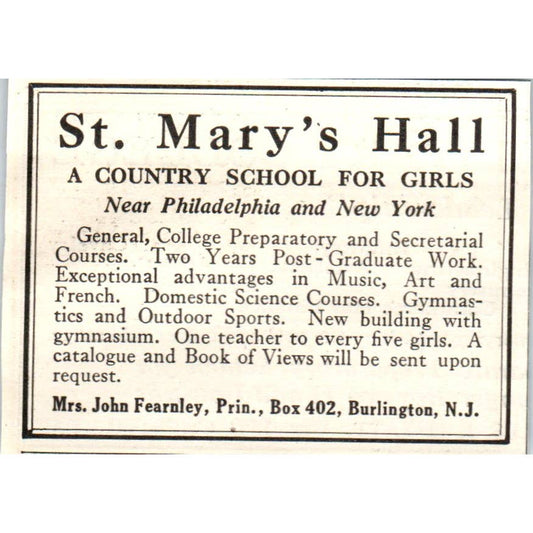 St. Mary's Hall
A COUNTRY SCHOOL FOR GIRLS
Near Philadelphia and New York
General, College Preparatory and Secretarial
Courses. Two Years Post-Graduate Work.
Exceptional advantages in Music, Art and
French. Domestic Science Courses. Gymnas-
tics and Outdoor Sports. New building with
gymnasium. One teacher to every five girls. A
catalogue and Book of Views will be sent upon
request.
Mrs. John Fearnley, Prin., Box 402, Burlington, N.J.